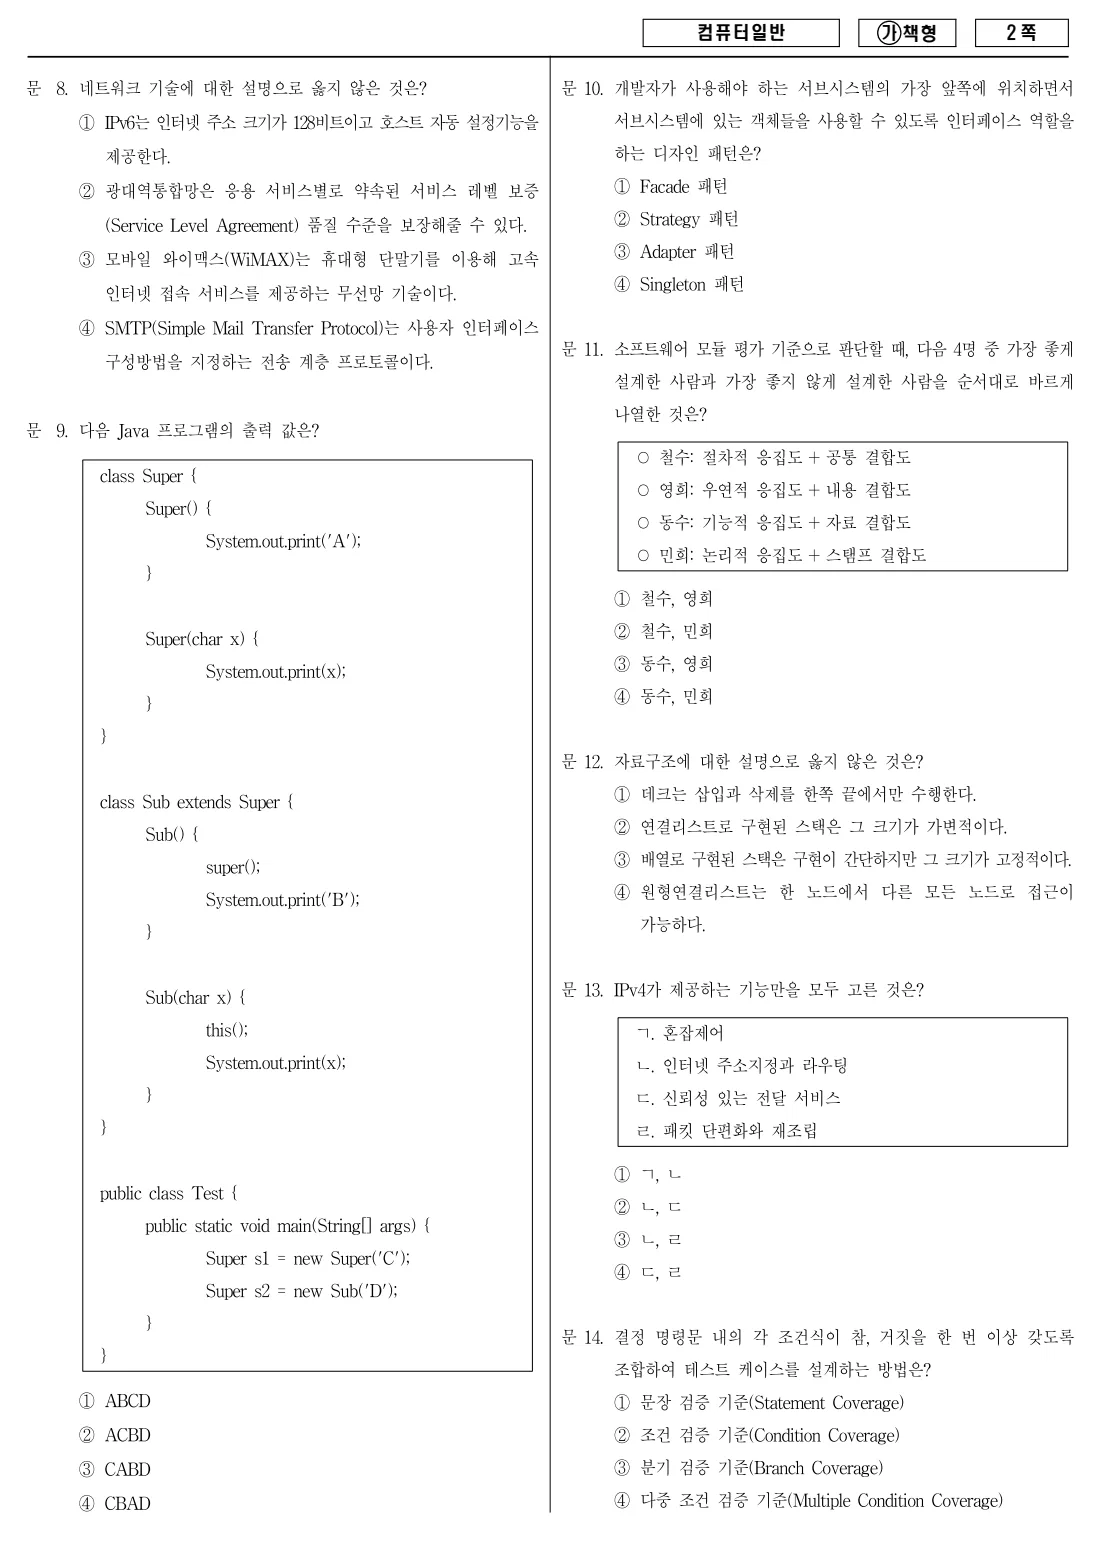 컴퓨터일반
㉮책형
2쪽
문 8. 네트워크 기술에 대한 설명으로 옳지 않은 것은?
① IPv6는 인터넷 주소 크기가 128비트이고 호스트 자동 설정기능을
제공한다.
② 광대역통합망은 응용 서비스별로 약속된 서비스 레벨 보증
(Service Level Agreement) 품질 수준을 보장해줄 수 있다.
③ 모바일 와이맥스(WiMAX)는 휴대형 단말기를 이용해 고속
인터넷 접속 서비스를 제공하는 무선망 기술이다.
④ SMTP(Simple Mail Transfer Protocol)는 사용자 인터페이스
구성방법을 지정하는 전송 계층 프로토콜이다.
문 9. 다음 Java 프로그램의 출력 값은?
class Super {
Super() {
System.out.print('A');
}
Super(char x) {
System.out.print(x);
}
}
class Sub extends Super {
Sub() {
super();
System.out.print('B');
}
Sub(char x) {
this();
System.out.print(x);
}
}
public class Test {
public static void main(String[] args) {
Super s1 = new Super('C');
Super s2 = new Sub('D');
}
}
① ABCD
② ACBD
③ CABD
④ CBAD
문 10. 개발자가 사용해야 하는 서브시스템의 가장 앞쪽에 위치하면서
서브시스템에 있는 객체들을 사용할 수 있도록 인터페이스 역할을
하는 디자인 패턴은?
① Facade 패턴
② Strategy 패턴
③ Adapter 패턴
④ Singleton 패턴
문 11. 소프트웨어 모듈 평가 기준으로 판단할 때, 다음 4명 중 가장 좋게
설계한 사람과 가장 좋지 않게 설계한 사람을 순서대로 바르게
나열한 것은?
○ 철수: 절차적 응집도 + 공통 결합도
○ 영희: 우연적 응집도 + 내용 결합도
○ 동수: 기능적 응집도 + 자료 결합도
○ 민희: 논리적 응집도 + 스탬프 결합도
① 철수, 영희
② 철수, 민희
③ 동수, 영희
④ 동수, 민희
문 12. 자료구조에 대한 설명으로 옳지 않은 것은?
① 데크는 삽입과 삭제를 한쪽 끝에서만 수행한다.
② 연결리스트로 구현된 스택은 그 크기가 가변적이다.
③ 배열로 구현된 스택은 구현이 간단하지만 그 크기가 고정적이다.
④ 원형연결리스트는 한 노드에서 다른 모든 노드로 접근이
가능하다.
문 13. IPv4가 제공하는 기능만을 모두 고른 것은?
ㄱ. 혼잡제어
ㄴ. 인터넷 주소지정과 라우팅
ㄷ. 신뢰성 있는 전달 서비스
ㄹ. 패킷 단편화와 재조립
① ㄱ, ㄴ
② ㄴ, ㄷ
③ ㄴ, ㄹ
④ ㄷ, ㄹ
문 14. 결정 명령문 내의 각 조건식이 참, 거짓을 한 번 이상 갖도록
조합하여 테스트 케이스를 설계하는 방법은?
① 문장 검증 기준(Statement Coverage)
② 조건 검증 기준(Condition Coverage)
③ 분기 검증 기준(Branch Coverage)
④ 다중 조건 검증 기준(Multiple Condition Coverage)